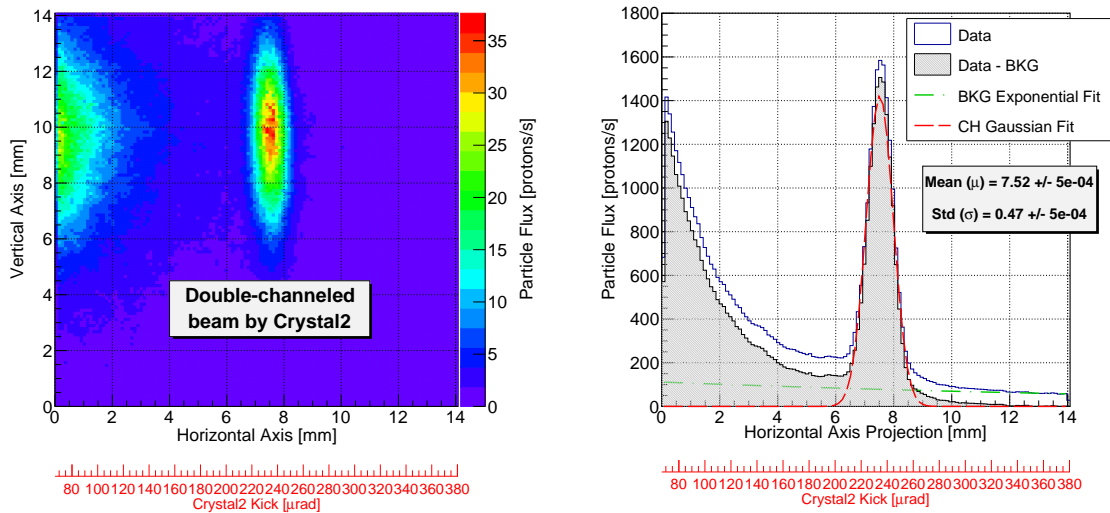 14
12
10
8
6
4
2
0
Vertical Axis [mm]
Double-channeled
beam by Crystal2
0 2 4 6 8 10 12 14
Horizontal Axis [mm]
35
30
25
20
15
10
5
0
Particle Flux [protons/s]
80 100 120 140 160 180 200 220 240 260 280 300 320 340 360 380
Crystal2 Kick [μrad]
1800
1600
1400
1200
1000
800
600
400
200
0
Particle Flux [protons/s]
Data
Data - BKG
BKG Exponential Fit
CH Gaussian Fit
Mean (μ) = 7.52 +/- 5e-04
Std (σ) = 0.47 +/- 5e-04
0 2 4 6 8 10 12 14
Horizontal Axis Projection [mm]
80 100 120 140 160 180 200 220 240 260 280 300 320 340 360 380
Crystal2 Kick [μrad]